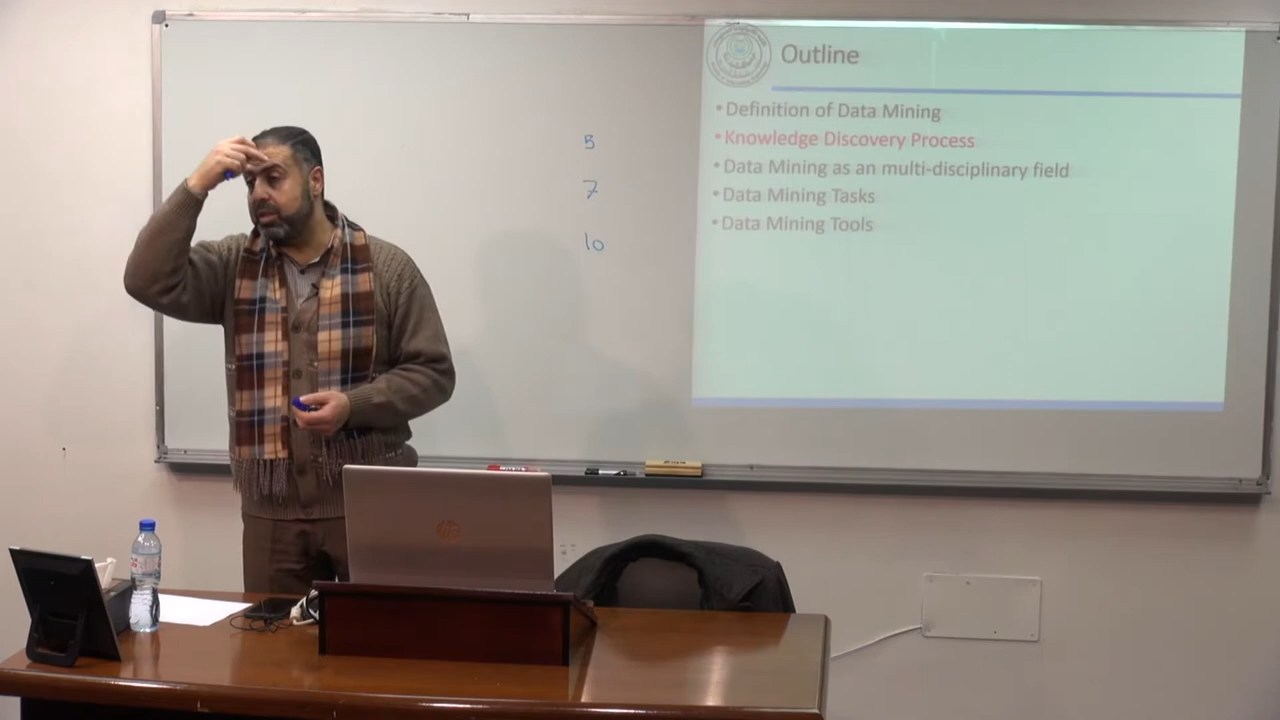 Outline
•Definition of Data Mining
•Knowledge Discovery Process
•Data Mining as an multi-disciplinary field
•Data Mining Tasks
•Data Mining Tools
5
7
10
hp